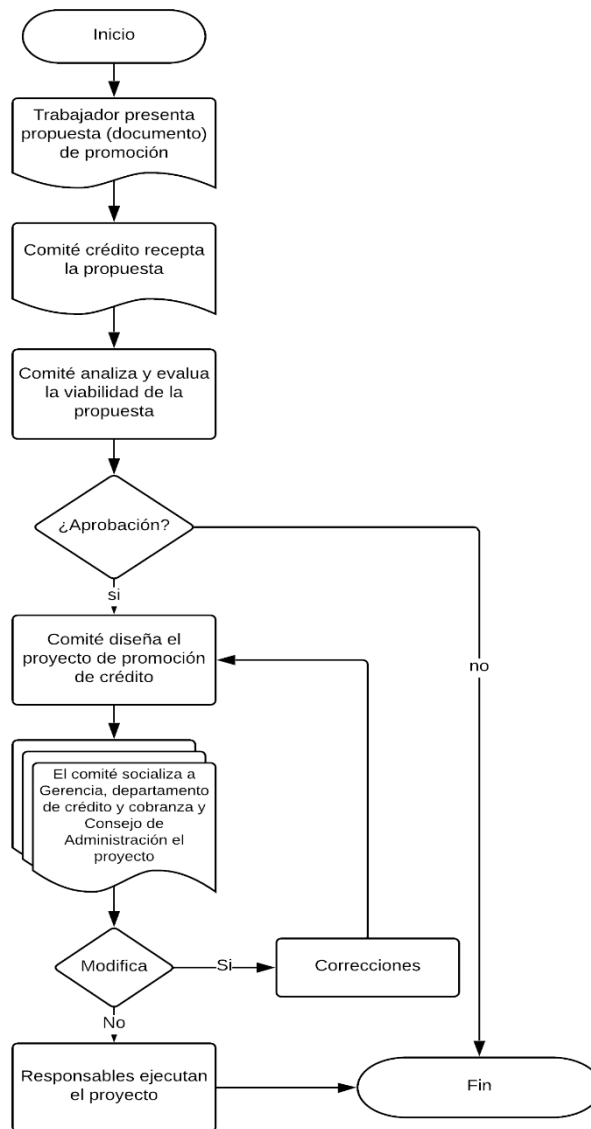 Inicio
Trabajador presenta
propuesta (documento)
de promoción
Comité crédito recepta
la propuesta
Comité analiza y evalua
la viabilidad de la
propuesta
¿Aprobación?
si
no
Comité diseña el
proyecto de promoción
de crédito
El comité socializa a
Gerencia, departamento
de crédito y cobranza y
Consejo de
Administración el
proyecto
Modifica
Si
Correcciones
No
Responsables ejecutan
el proyecto
Fin